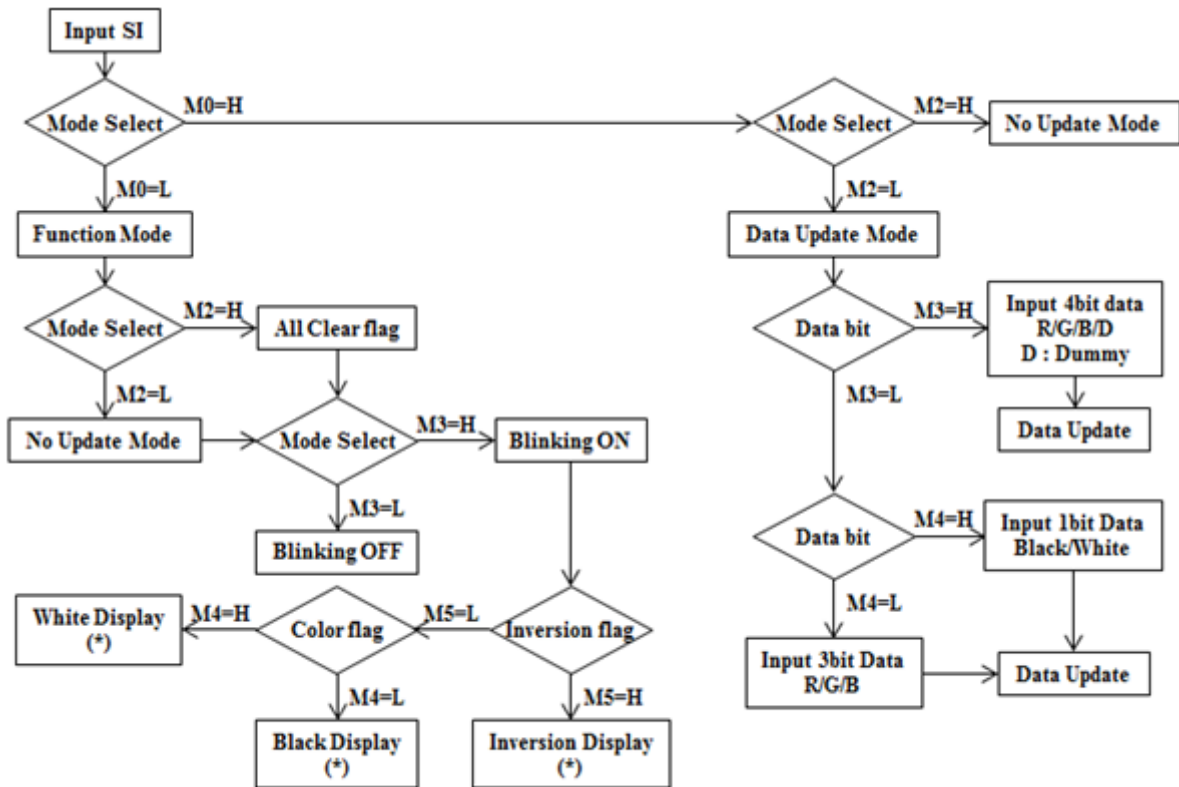 Input SI
Mode Select
M0=H
Mode Select
M2=H
No Update Mode
M0=L
M2=L
Function Mode
Data Update Mode
Mode Select
M2=H
All Clear flag
Data bit
M3=H
Input 4bit data
R/G/B/D
D : Dummy
M2=L
M3=L
No Update Mode
Mode Select
M3=H
Blinking ON
Data Update
M3=L
Blinking OFF
Data bit
M4=H
Input 1bit Data
Black/White
White Display
(*)
M4=H
Color flag
M5=L
Inversion flag
M4=L
Input 3bit Data
R/G/B
Data Update
M4=L
M5=H
Black Display
(*)
Inversion Display
(*)